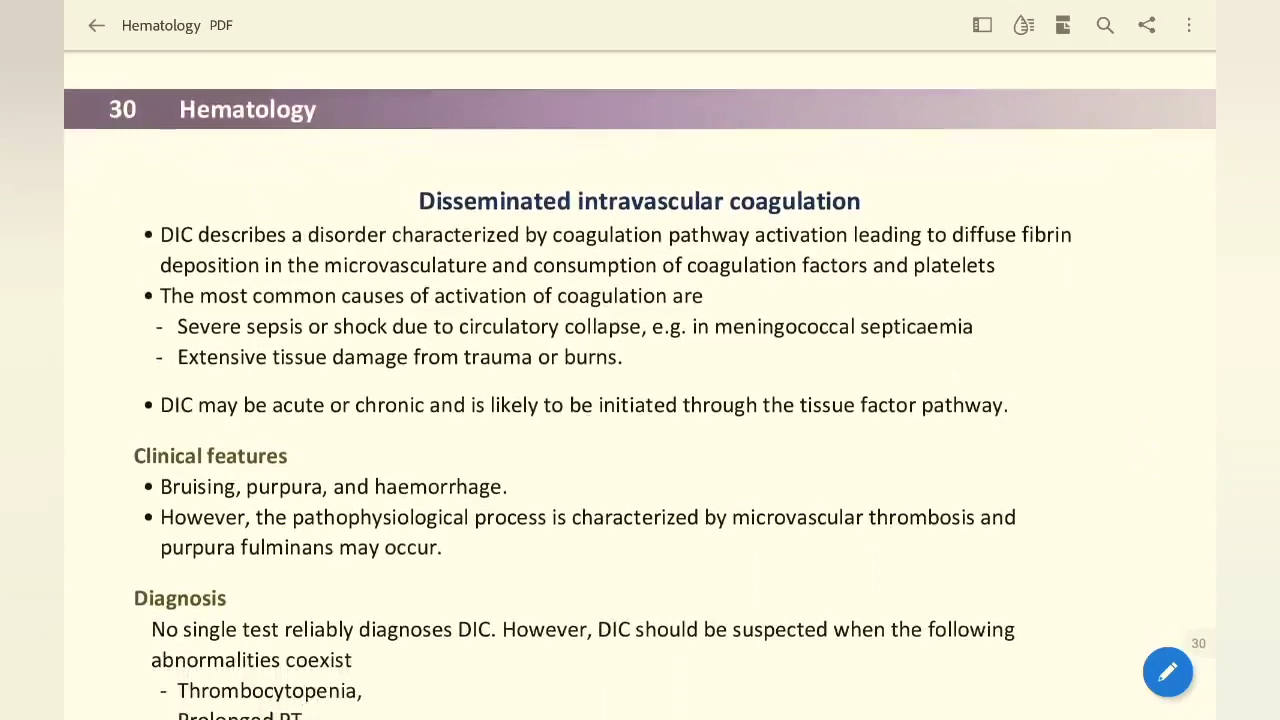 Hematology PDF
30 Hematology
Disseminated intravascular coagulation
• DIC describes a disorder characterized by coagulation pathway activation leading to diffuse fibrin
deposition in the microvasculature and consumption of coagulation factors and platelets
• The most common causes of activation of coagulation are
- Severe sepsis or shock due to circulatory collapse, e.g. in meningococcal septicaemia
- Extensive tissue damage from trauma or burns.
• DIC may be acute or chronic and is likely to be initiated through the tissue factor pathway.
Clinical features
• Bruising, purpura, and haemorrhage.
• However, the pathophysiological process is characterized by microvascular thrombosis and
purpura fulminans may occur.
Diagnosis
No single test reliably diagnoses DIC. However, DIC should be suspected when the following
abnormalities coexist
30
- Thrombocytopenia,
- Prolonged PT